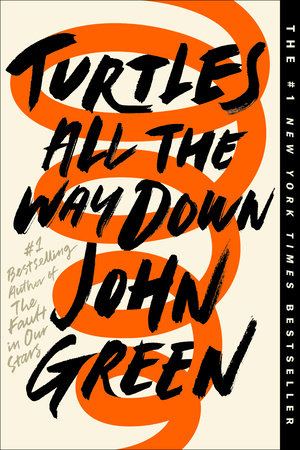 TURTLES
ALL THE
WAY DOWN
#1
Bestselling
Author of
The
Fault
in Our
Stars
JOHN
GREEN
THE #1 NEW YORK TIMES BESTSELLER